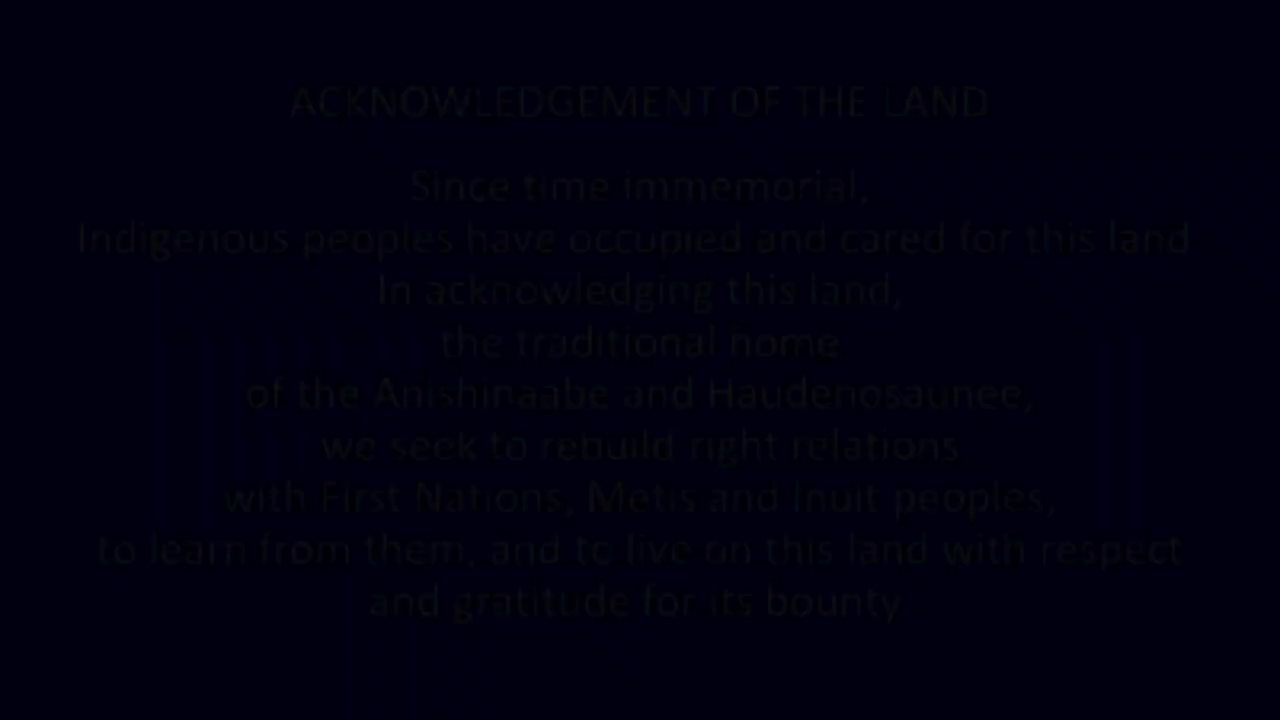 ACKNOWLEDGEMENT OF THE LAND
Since time immemorial,
Indigenous peoples have occupied and cared for this land
In acknowledging this land,
the traditional home
of the Anishinaabe and Haudenosaunee,
we seek to rebuild right relations
with First Nations, Metis and Inuit peoples,
to learn from them, and to live on this land with respect
and gratitude for its bounty